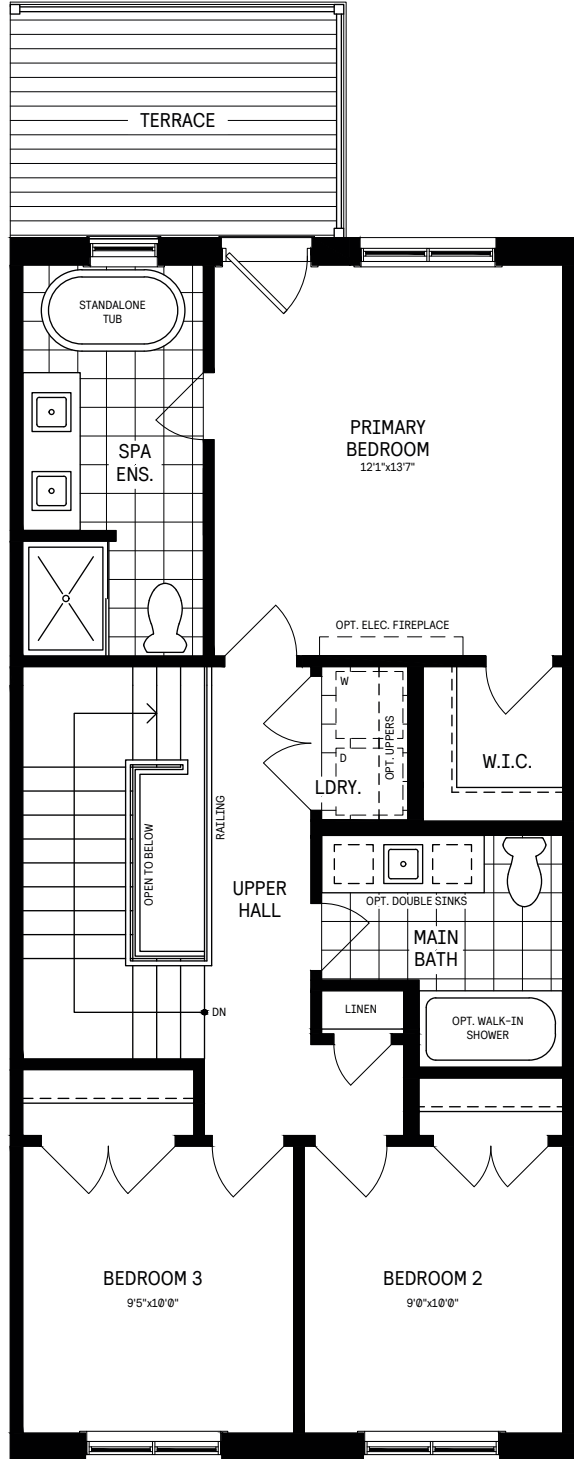 TERRACE
STANDALONE
TUB
SPA
ENS.
PRIMARY
BEDROOM
12'1"x13'7"
OPT. ELEC. FIREPLACE
W
D
OPT. UPPERS
LDRY.
W.I.C.
RAILING
OPEN TO BELOW
UPPER
HALL
OPT. DOUBLE SINKS
MAIN
BATH
DN
LINEN
OPT. WALK-IN
SHOWER
BEDROOM 3
9'5"x10'0"
BEDROOM 2
9'0"x10'0"